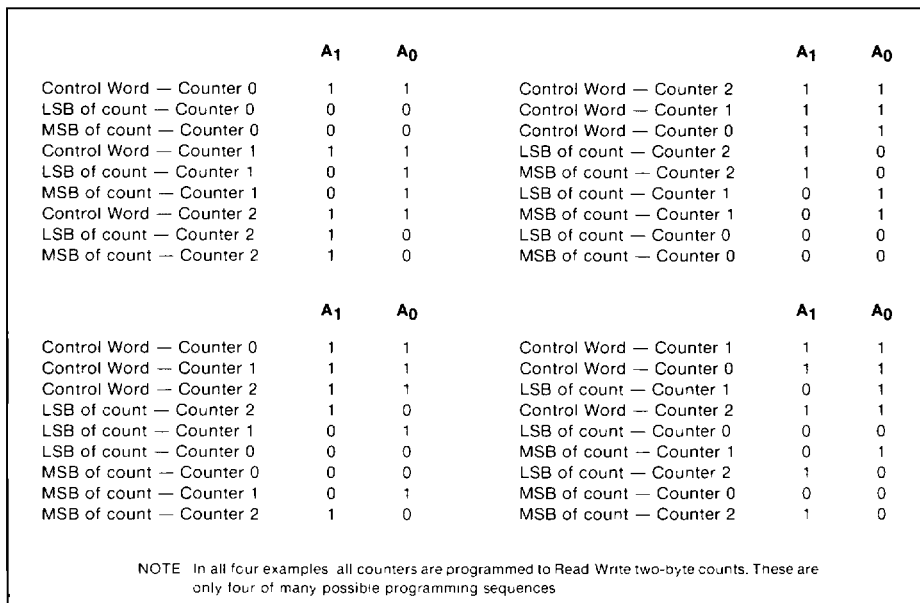 A1 A0
Control Word — Counter 0 1 1
LSB of count — Counter 0 0 0
MSB of count — Counter 0 0 0
Control Word — Counter 1 1 1
LSB of count — Counter 1 0 1
MSB of count — Counter 1 0 1
Control Word — Counter 2 1 1
LSB of count — Counter 2 1 0
MSB of count — Counter 2 1 0
A1 A0
Control Word — Counter 2 1 1
Control Word — Counter 1 1 1
Control Word — Counter 0 1 1
LSB of count — Counter 2 1 0
MSB of count — Counter 2 1 0
LSB of count — Counter 1 0 1
MSB of count — Counter 1 0 1
LSB of count — Counter 0 0 0
MSB of count — Counter 0 0 0
A1 A0
Control Word — Counter 0 1 1
Control Word — Counter 1 1 1
Control Word — Counter 2 1 1
LSB of count — Counter 2 1 0
LSB of count — Counter 1 0 1
LSB of count — Counter 0 0 0
MSB of count — Counter 0 0 0
MSB of count — Counter 1 0 1
MSB of count — Counter 2 1 0
A1 A0
Control Word — Counter 1 1 1
Control Word — Counter 0 1 1
LSB of count — Counter 1 0 1
Control Word — Counter 2 1 1
LSB of count — Counter 0 0 0
MSB of count — Counter 1 0 1
LSB of count — Counter 2 1 0
MSB of count — Counter 0 0 0
MSB of count — Counter 2 1 0
NOTE In all four examples all counters are programmed to Read Write two-byte counts. These are
only four of many possible programming sequences